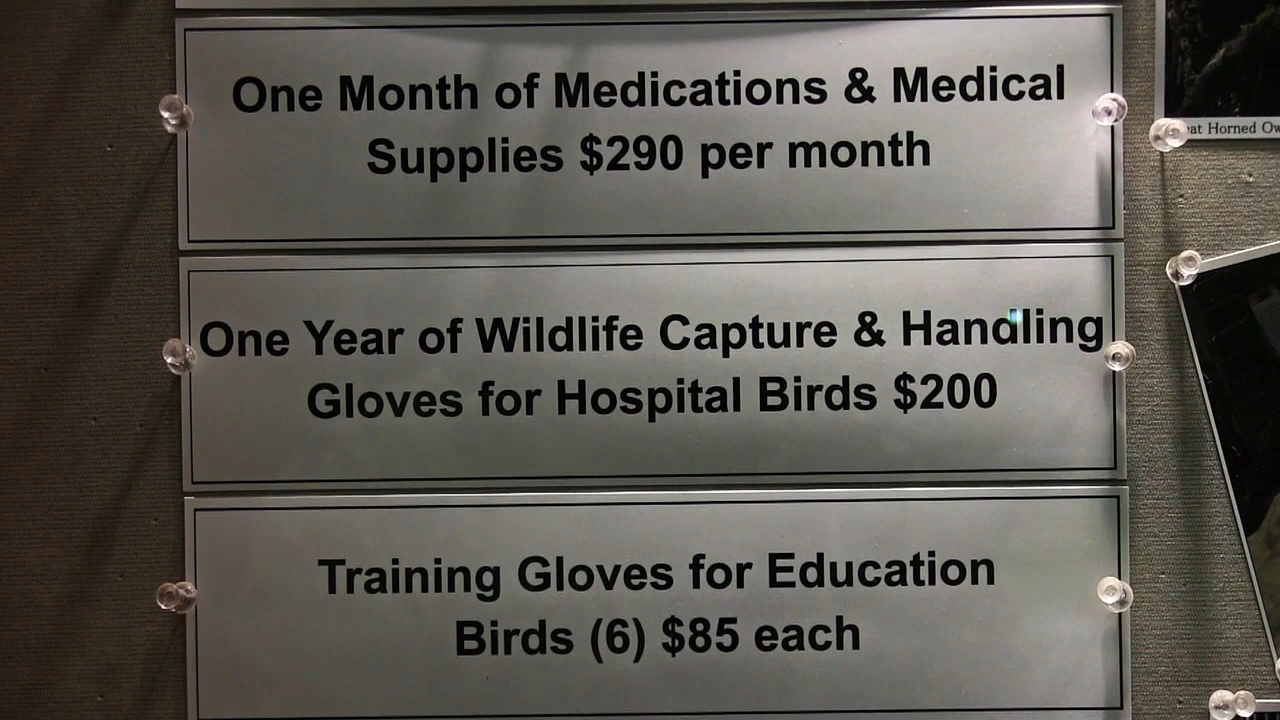 One Month of Medications & Medical
Supplies $290 per month
One Year of Wildlife Capture & Handling
Gloves for Hospital Birds $200
Training Gloves for Education
Birds (6) $85 each
Horned